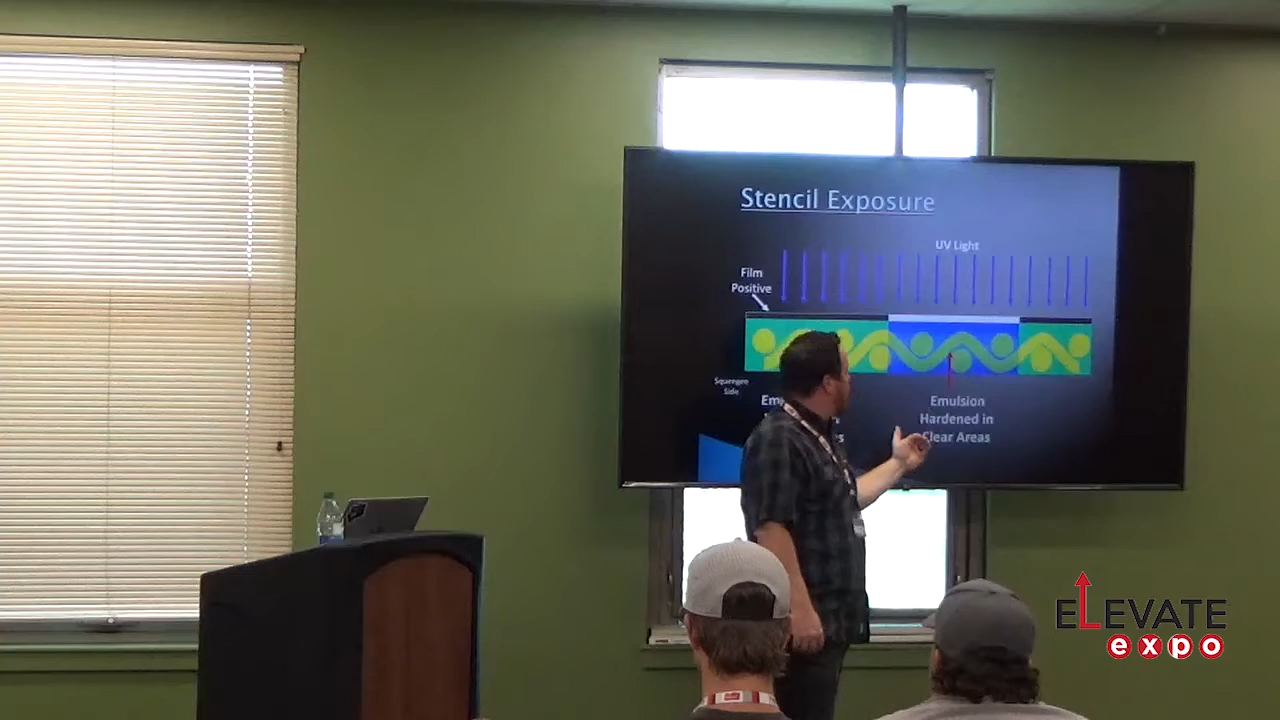 Stencil Exposure
UV Light
Film
Positive
Squeegee
Side
Emulsion
Hardened in
Clear Areas
ELEVATE
expo